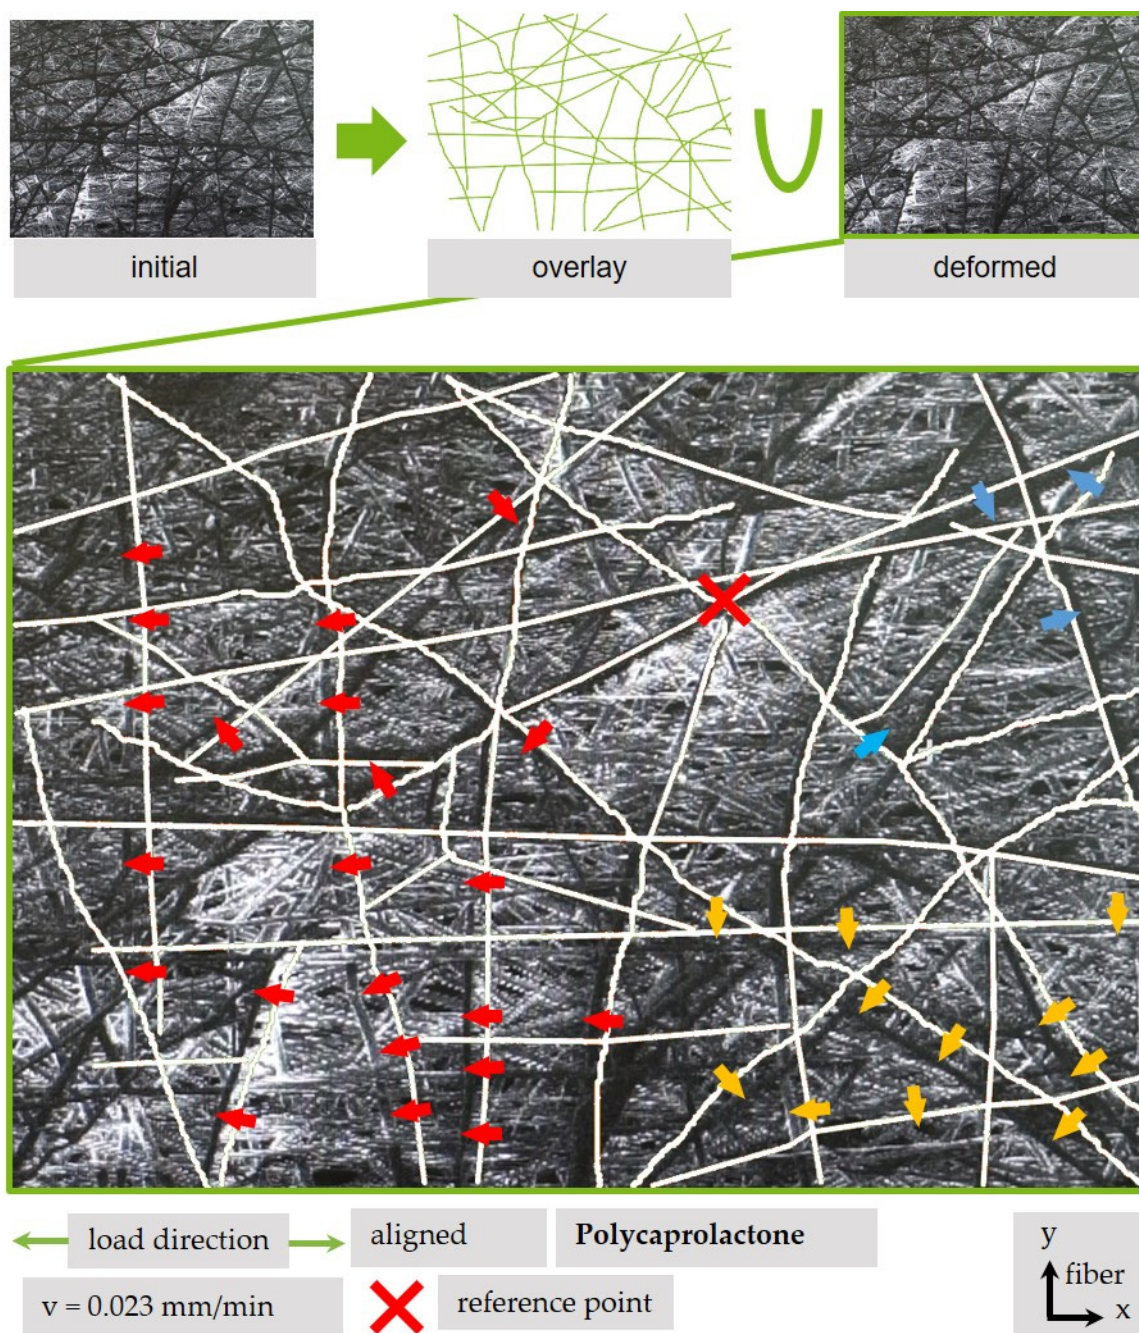 initial
overlay
deformed
load direction
aligned
Polycaprolactone
v = 0.023 mm/min
reference point
y
fiber
x